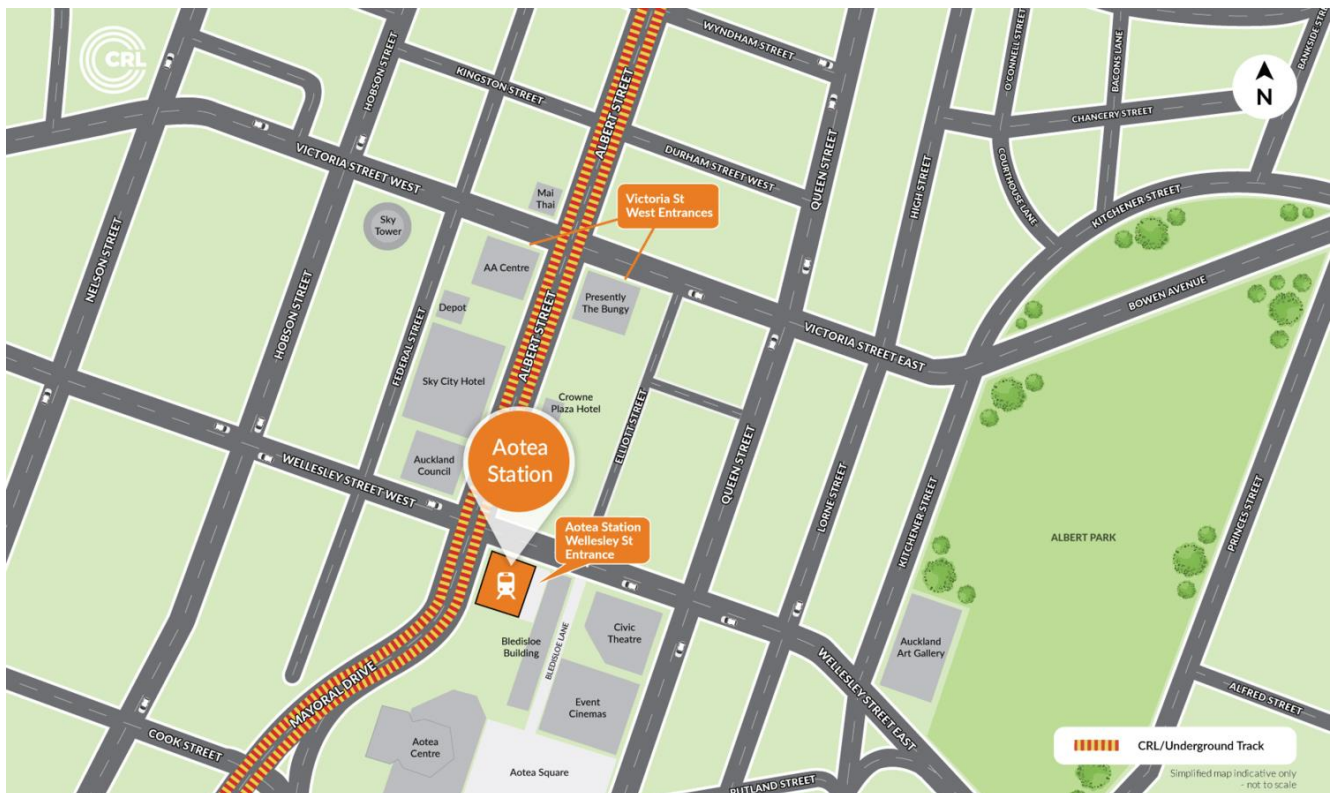 CRL
WYNDHAM STREET
O'CONNELL STREET
BACONS LANE
BANKSIDE STREET
N
HOBSON STREET
KINGSTON STREET
ALBERT STREET
CHANCERY STREET
DURHAM STREET WEST
QUEEN STREET
HIGH STREET
COURTHOUSE LANE
KITCHENER STREET
VICTORIA STREET WEST
Mai
Thai
Victoria St
West Entrances
Sky
Tower
AA Centre
NELSON STREET
Presently
The Bungy
BOWEN AVENUE
Depot
HOBSON STREET
FEDERAL STREET
ALBERT STREET
VICTORIA STREET EAST
Sky City Hotel
Crowne
Plaza Hotel
ELLIOTT STREET
Aotea
Station
Auckland
Council
WELLESLEY STREET WEST
QUEEN STREET
LORNE STREET
KITCHENER STREET
ALBERT PARK
PRINCES STREET
Aotea Station
Wellesley St
Entrance
Bledisloe
Building
BLEDISLOE LANE
Civic
Theatre
Auckland
Art Gallery
MAYORAL DRIVE
WELLESLEY STREET EAST
Event
Cinemas
ALFRED STREET
COOK STREET
Aotea
Centre
Aotea Square
RUTLAND STREET
CRL/Underground Track
Simplified map indicative only
- not to scale